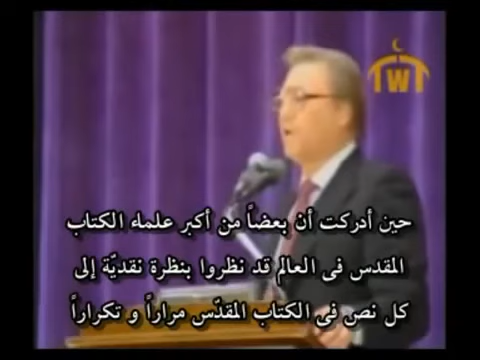 W
حين أدركت أن بعضاً من أكبر علماء الكتاب
المقدس فى العالم قد نظروا بنظرة نقديّة إلى
كل نص فى الكتاب المقدّس مراراً و تكراراً